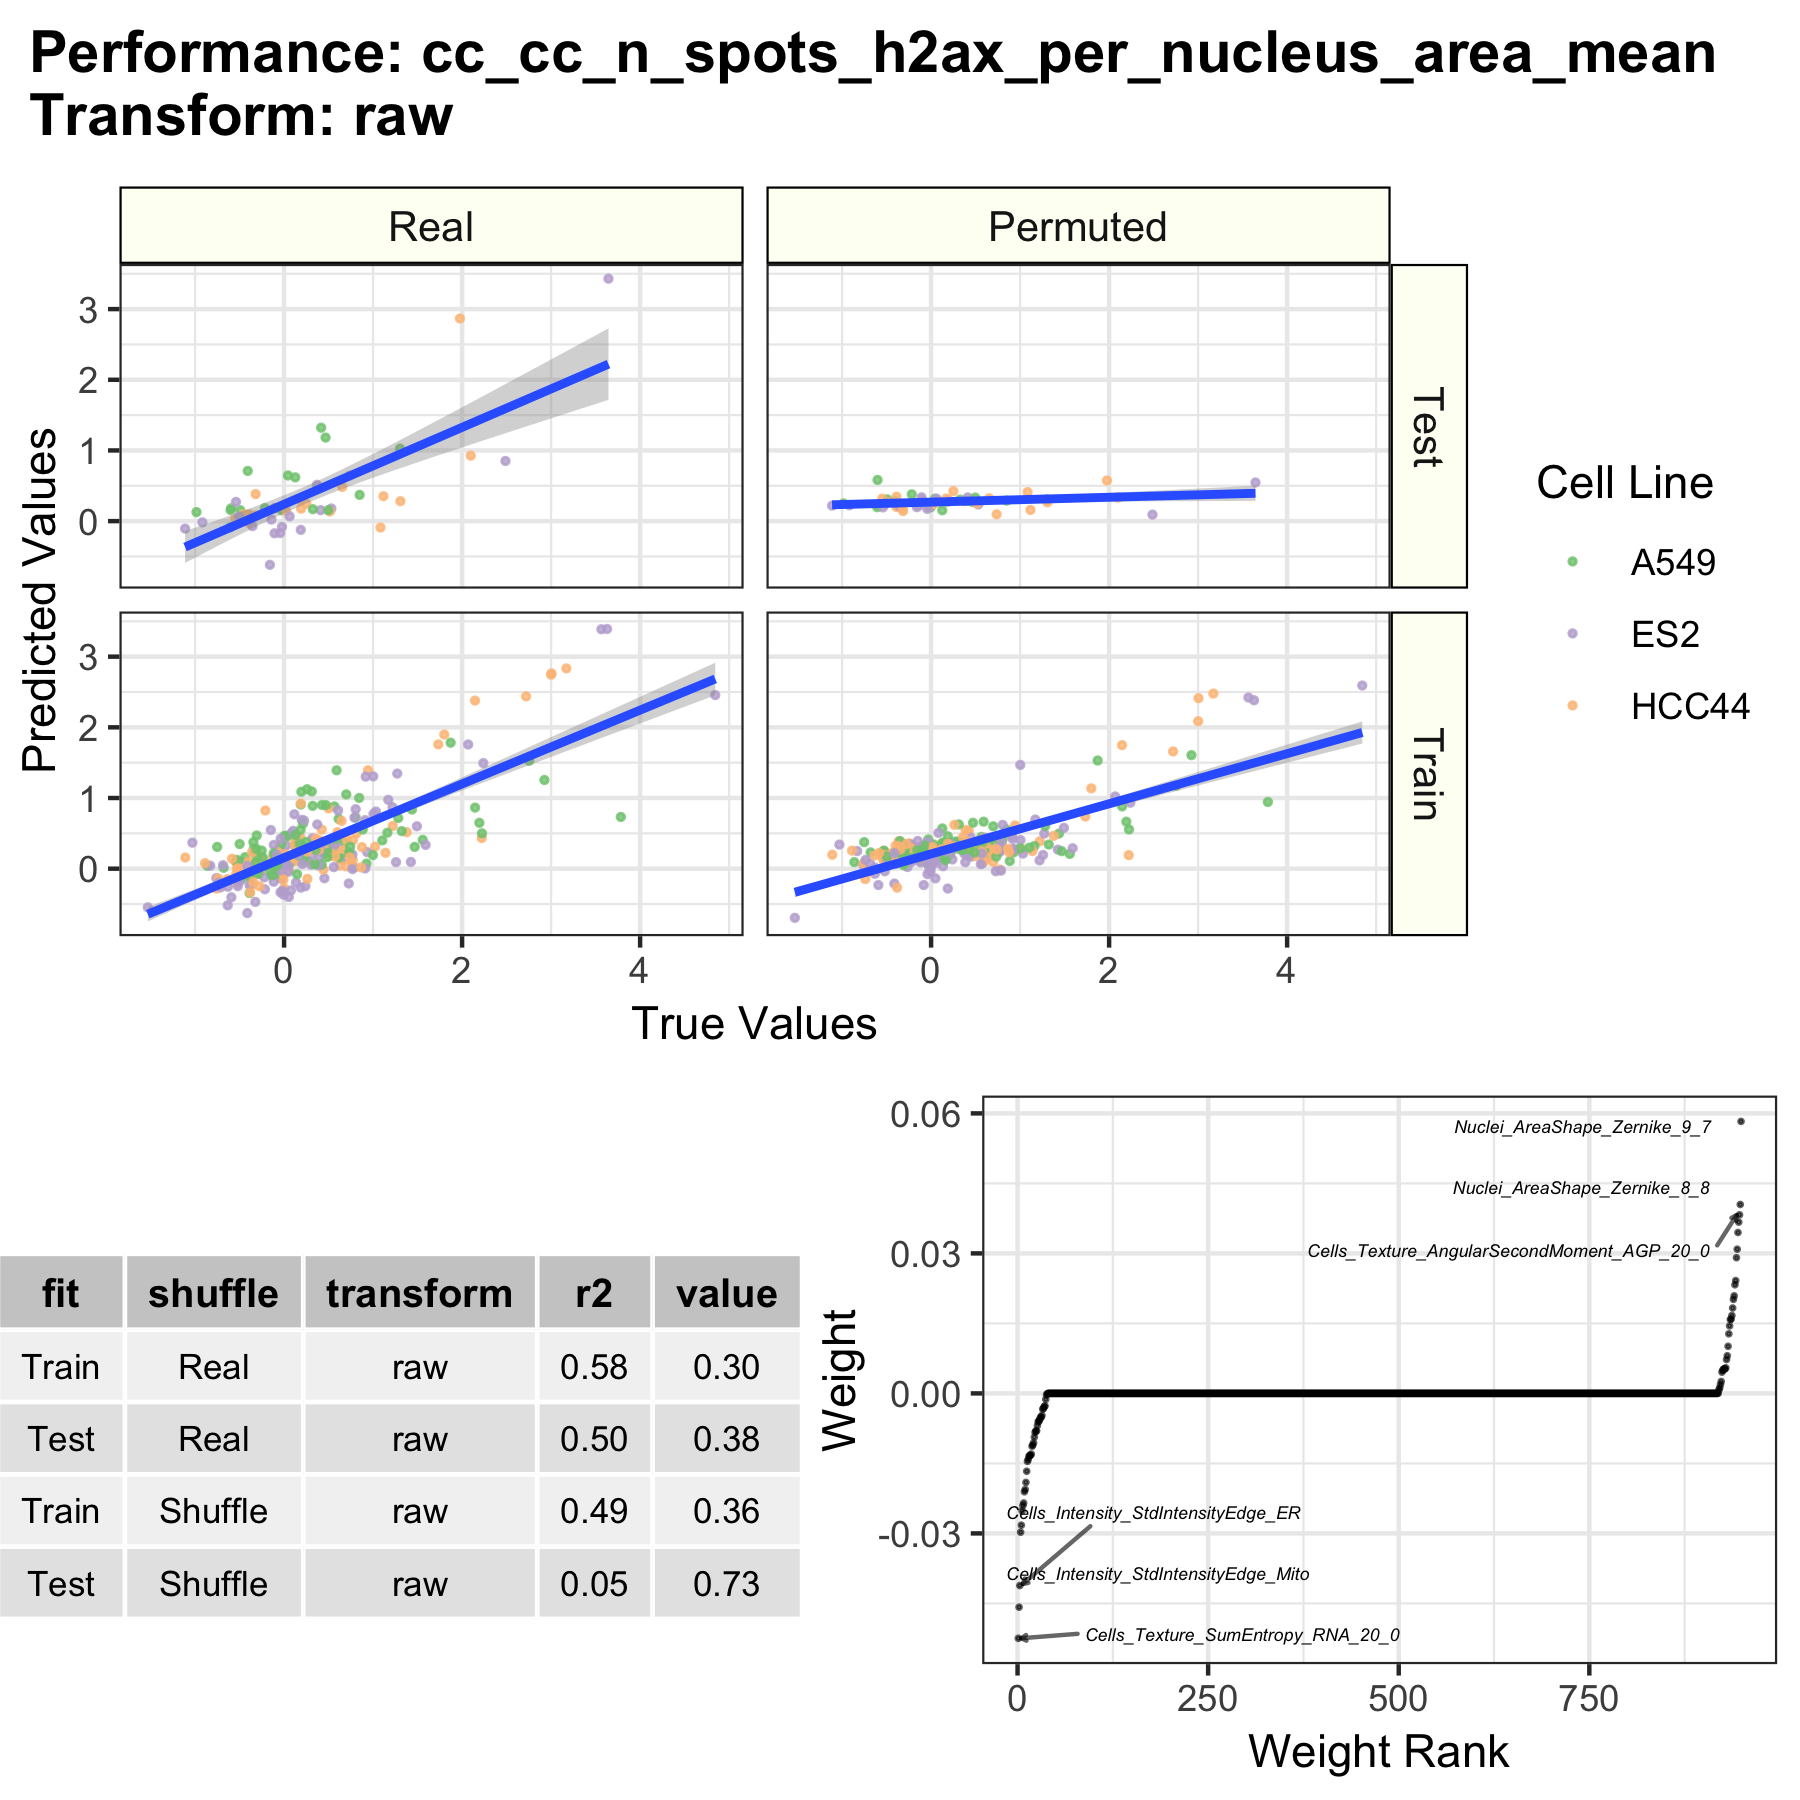 Performance: cc_cc_n_spots_h2ax_per_nucleus_area_mean
Transform: raw
Real
Permuted
3
2
1
0
Test
3
2
1
0
Train
Predicted Values
0
2
4
0
2
4
True Values
Cell Line
A549
ES2
HCC44
fit shuffle transform r2 value
Train Real raw 0.58 0.30
Test Real raw 0.50 0.38
Train Shuffle raw 0.49 0.36
Test Shuffle raw 0.05 0.73
Weight
0.06
0.03
0.00
-0.03
Nuclei_AreaShape_Zernike_9_7
Nuclei_AreaShape_Zernike_8_8
Cells_Texture_AngularSecondMoment_AGP_20_0
Cells_Intensity_StdIntensityEdge_ER
Cells_Intensity_StdIntensityEdge_Mito
Cells_Texture_SumEntropy_RNA_20_0
0
250
500
750
Weight Rank